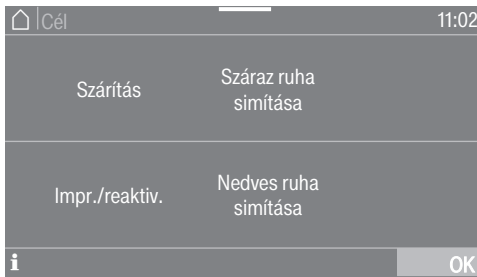 Cél
11:02
Szárítás
Száraz ruha
simítása
Impr./reaktiv.
Nedves ruha
simítása
i
OK